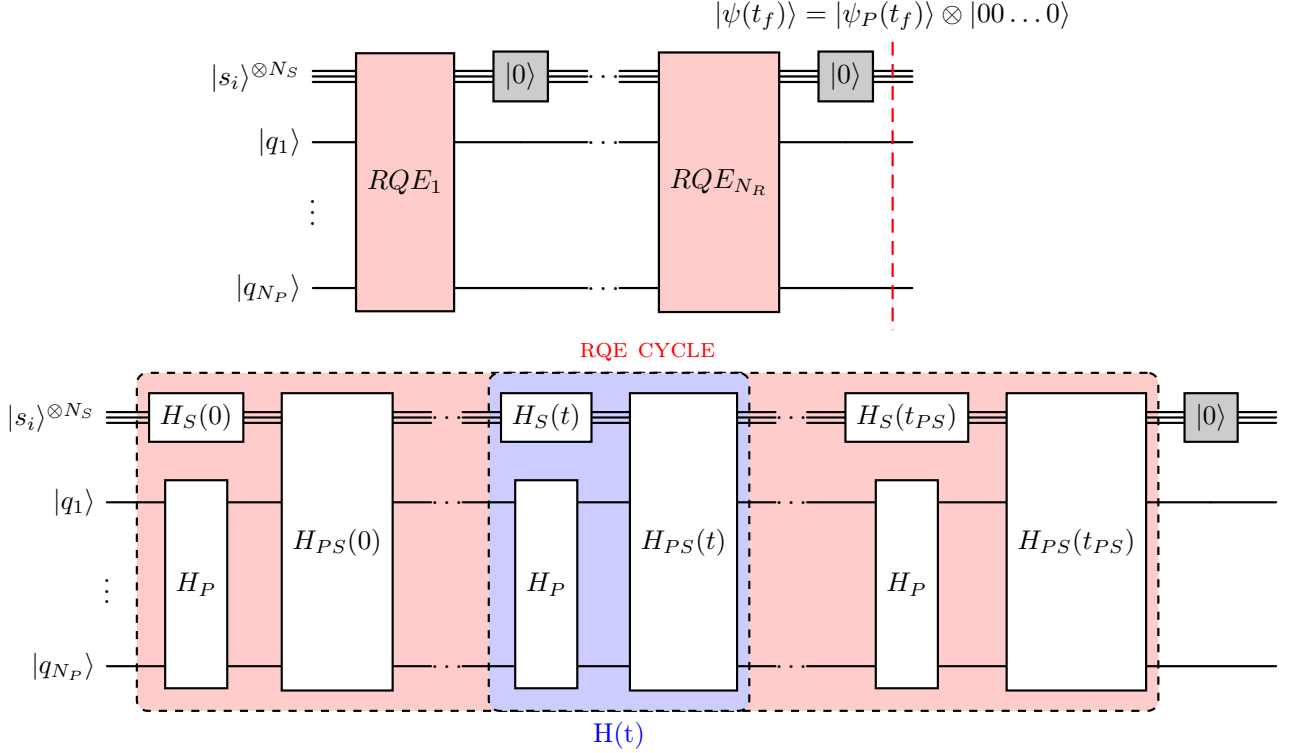 |ψ(t_f)⟩ = |ψ_P(t_f)⟩ ⊗ |00 … 0⟩
|s_i⟩^{⊗N_S} |0⟩ ··· |0⟩
|q_1⟩ ···
RQE_1 RQE_{N_R}
⋮
|q_{N_P}⟩ ···
RQE CYCLE
|s_i⟩^{⊗N_S} H_S(0) ··· H_S(t) ··· H_S(t_{PS}) |0⟩
|q_1⟩ ··· ···
H_{PS}(0) H_{PS}(t) H_{PS}(t_{PS})
⋮ H_P H_P H_P
|q_{N_P}⟩ ··· ···
H(t)